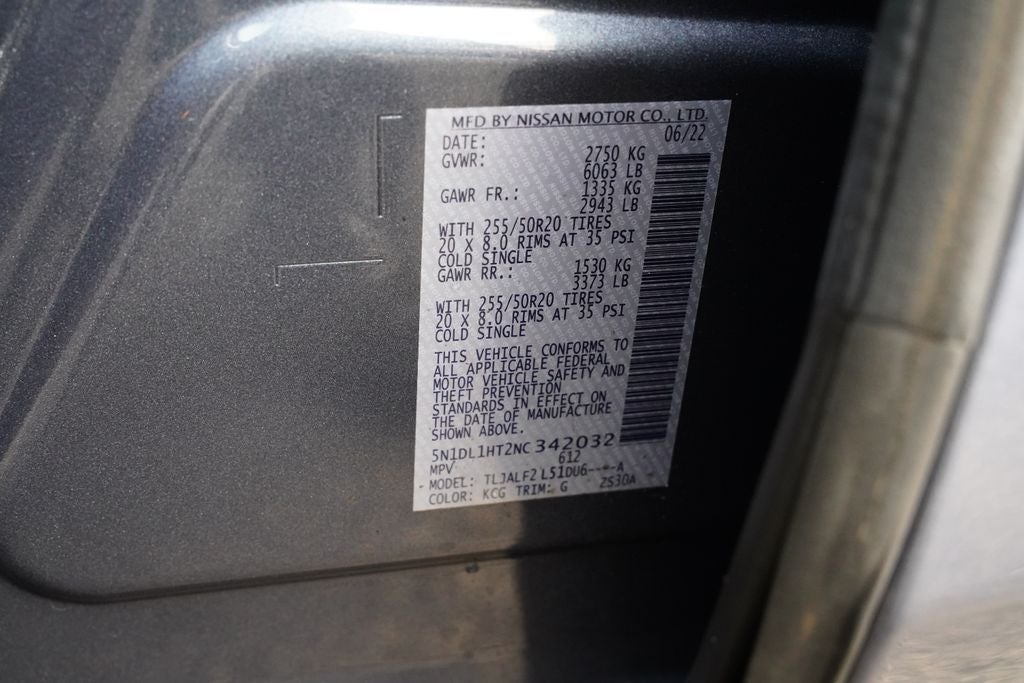 MFD BY NISSAN MOTOR CO., LTD.
DATE: 06/22
GVWR: 2750 KG
6063 LB
GAWR FR.: 1335 KG
2943 LB
WITH 255/50R20 TIRES
20 X 8.0 RIMS AT 35 PSI
COLD SINGLE
GAWR RR.: 1530 KG
3373 LB
WITH 255/50R20 TIRES
20 X 8.0 RIMS AT 35 PSI
COLD SINGLE
THIS VEHICLE CONFORMS TO
ALL APPLICABLE FEDERAL
MOTOR VEHICLE SAFETY AND
THEFT PREVENTION
STANDARDS IN EFFECT ON
THE DATE OF MANUFACTURE
SHOWN ABOVE.
5N1DL1HT2NC342032
MPV 612
MODEL: TLJALF2 L51DU6----A
COLOR: KCG TRIM: G 2S30A